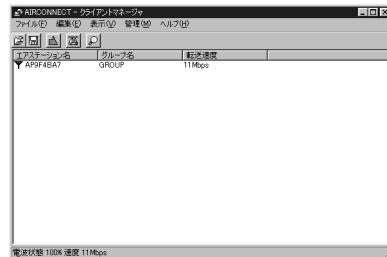 AIRCONNECT - クライアントマネージャ
ファイル(F) 編集(E) 表示(V) 管理(M) ヘルプ(H)
エアステーション名 グループ名 転送速度
AP9F4BA7 GROUP 11Mbps
電波状態 100% 速度 11Mbps